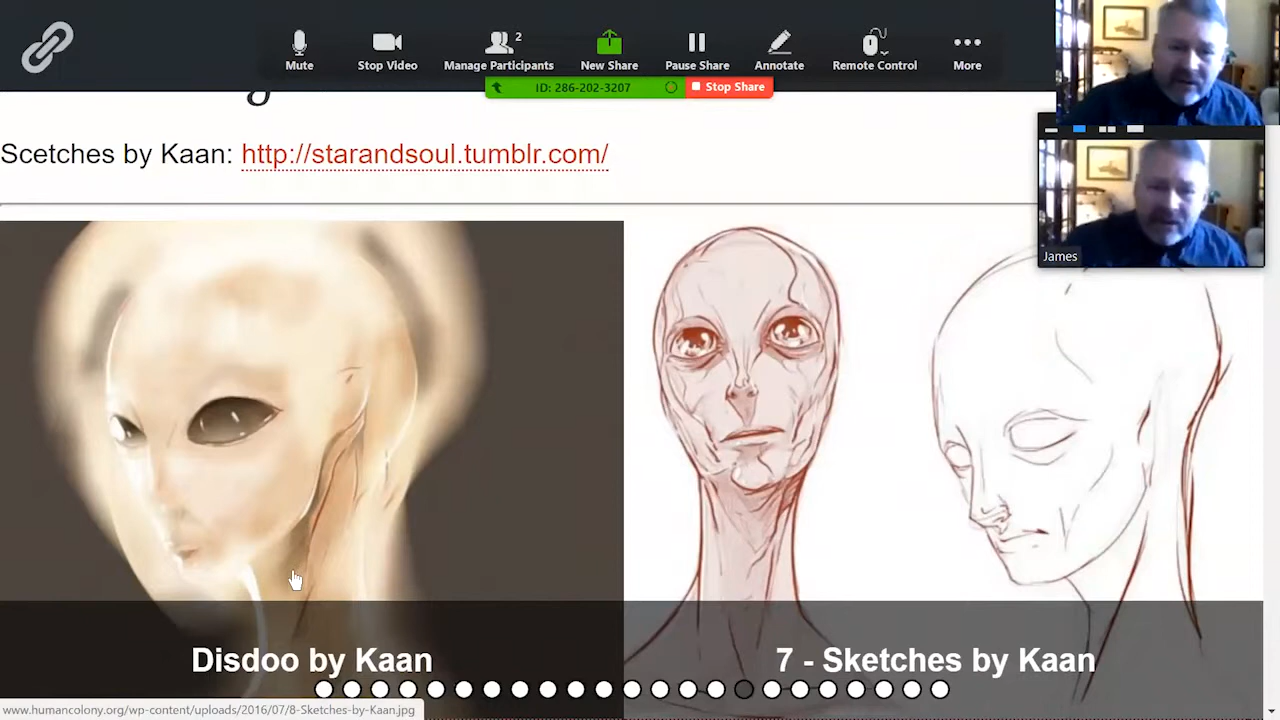 Mute
Stop Video
Manage Participants
2
New Share
Pause Share
Annotate
Remote Control
More
ID: 286-202-3207
Stop Share
Scetches by Kaan: http://starandsoul.tumblr.com/
James
Disdoo by Kaan
7 - Sketches by Kaan
www.humancolony.org/wp-content/uploads/2016/07/8-Sketches-by-Kaan.jpg